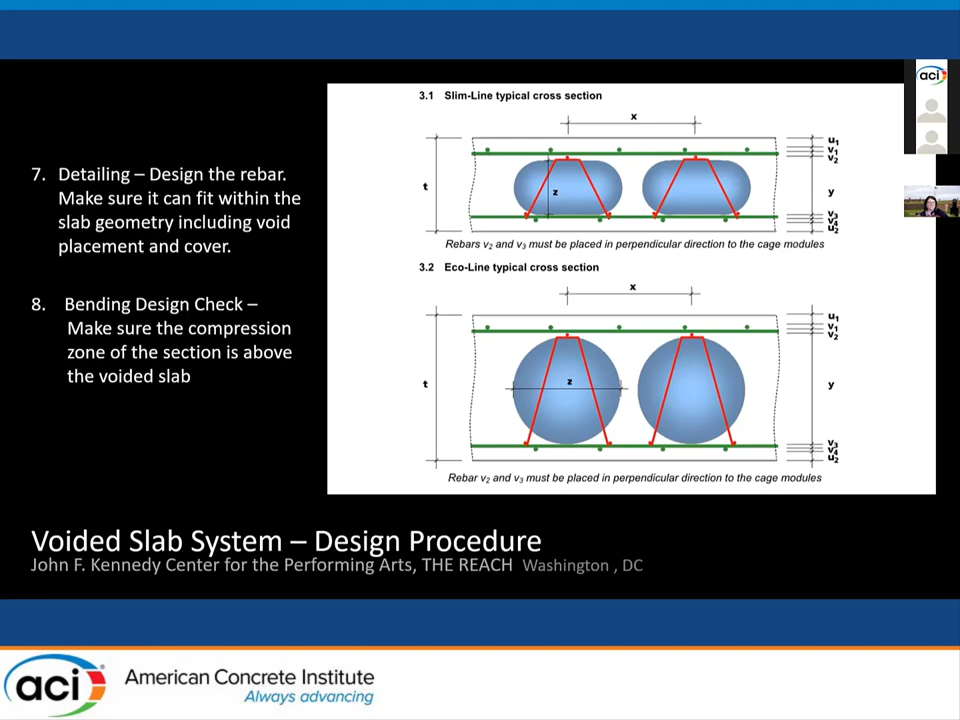 3.1 Slim-Line typical cross section
x
t
z
u1
v1
v2
y
v3
v4
u2
Rebars v2 and v3 must be placed in perpendicular direction to the cage modules
3.2 Eco-Line typical cross section
x
t
z
u1
v1
v2
y
v3
v4
u2
Rebar v2 and v3 must be placed in perpendicular direction to the cage modules
7. Detailing – Design the rebar.
Make sure it can fit within the
slab geometry including void
placement and cover.
8. Bending Design Check –
Make sure the compression
zone of the section is above
the voided slab
Voided Slab System – Design Procedure
John F. Kennedy Center for the Performing Arts, THE REACH Washington , DC
aci
aci
American Concrete Institute
Always advancing